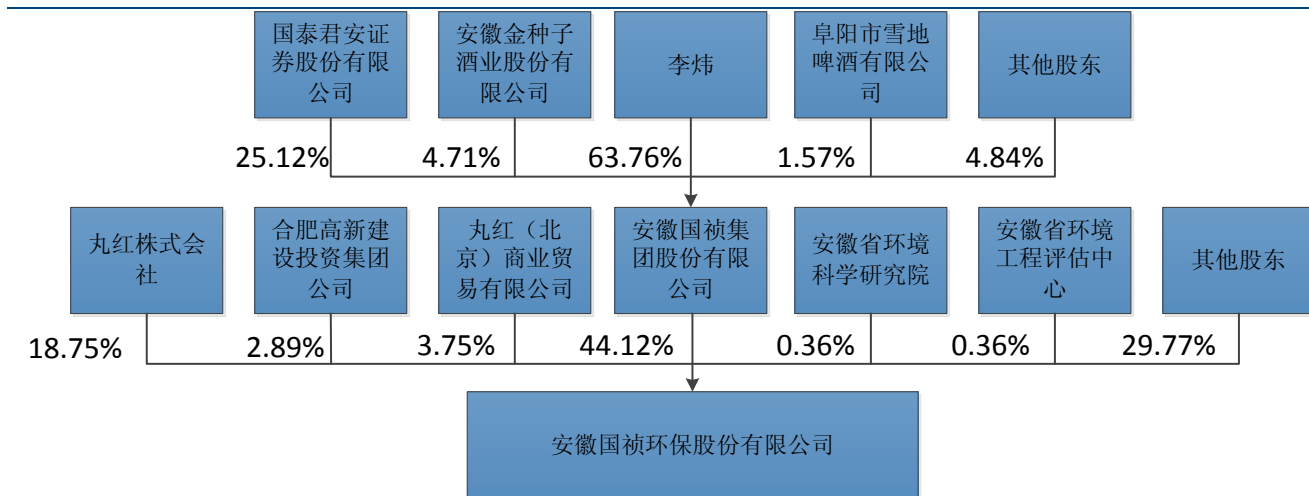 国泰君安证
券股份有限
公司
安徽金种子
酒业股份有
限公司
李炜
阜阳市雪地
啤酒有限公
司
其他股东
25.12%
4.71%
63.76%
1.57%
4.84%
丸红株式会
社
合肥高新建
设投资集团
公司
丸红（北
京）商业贸
易有限公司
安徽国祯集
团股份有限
公司
安徽省环境
科学研究院
安徽省环境
工程评估中
心
其他股东
18.75%
2.89%
3.75%
44.12%
0.36%
0.36%
29.77%
安徽国祯环保股份有限公司